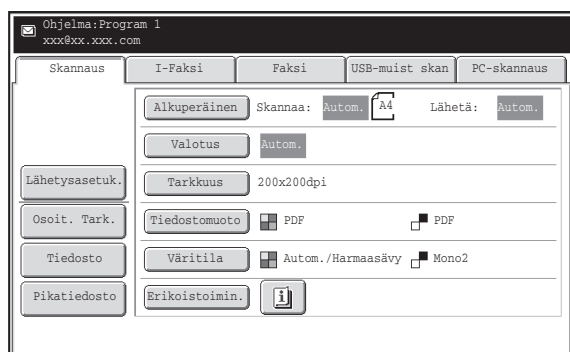 Ohjelma:Program 1
xxx@xx.xxx.com
Skannaus I-Faksi Faksi USB-muist skan PC-skannaus
Alkuperäinen Skannaa: Autom. A4 Lähetä: Autom.
Valotus Autom.
Lähetysasetuk. Tarkkuus 200x200dpi
Osoit. Tark. Tiedostomuoto PDF PDF
Tiedosto Väritila Autom./Harmaasävy Mono2
Pikatiedosto Erikoistoimin.